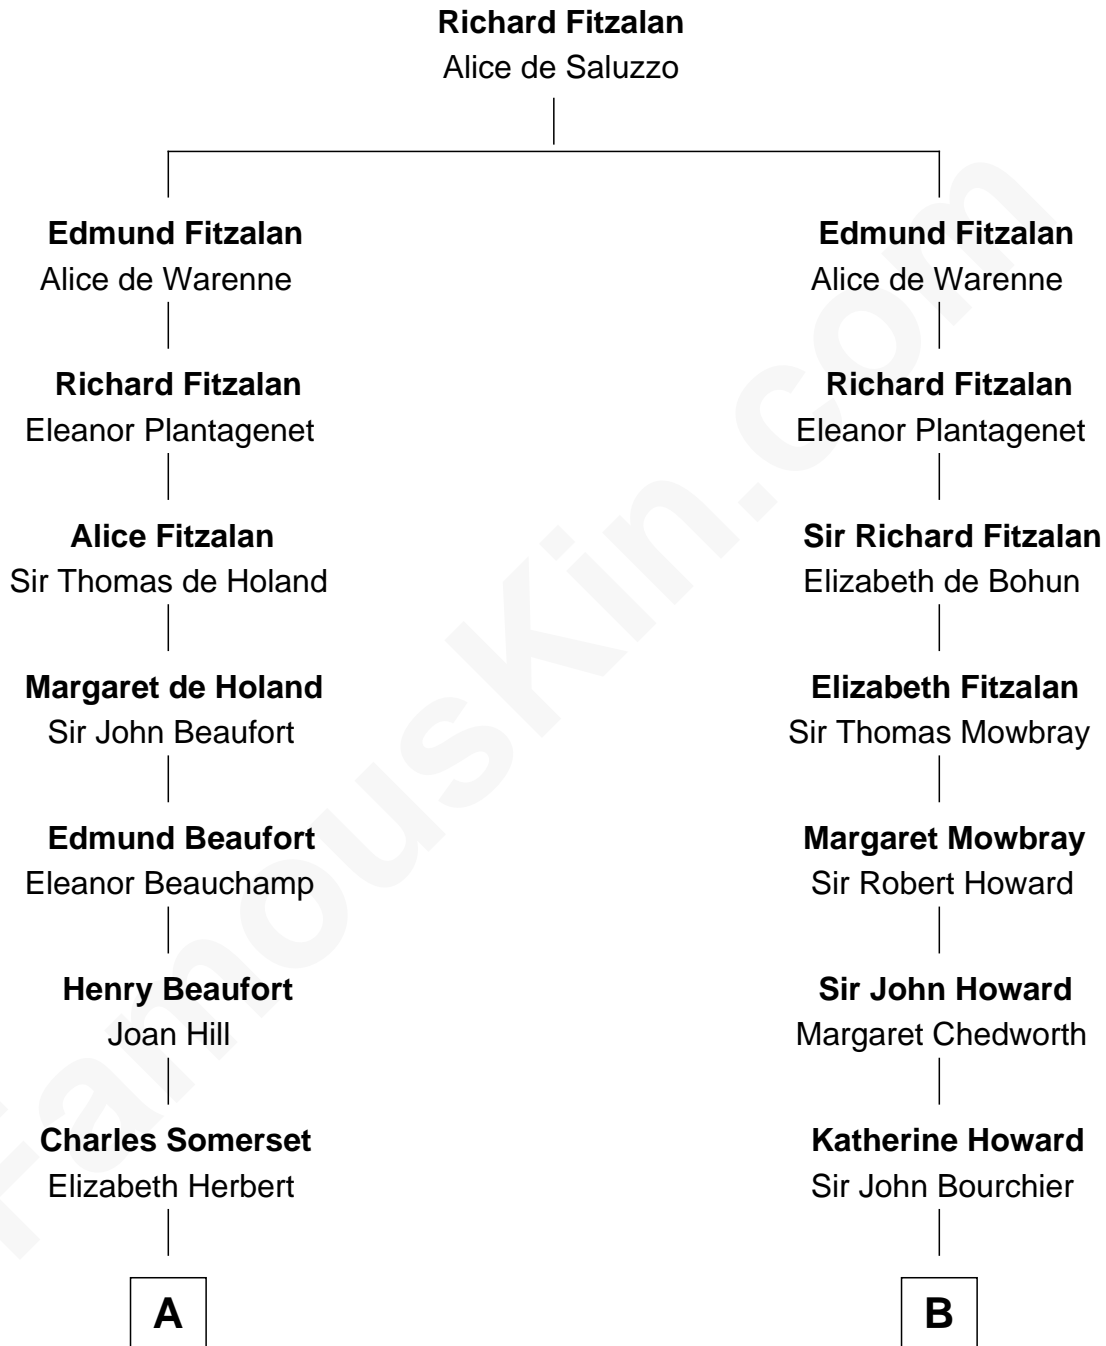 Richard Fitzalan
Alice de Saluzzo
Edmund Fitzalan
Alice de Warenne
Edmund Fitzalan
Alice de Warenne
Richard Fitzalan
Eleanor Plantagenet
Richard Fitzalan
Eleanor Plantagenet
Alice Fitzalan
Sir Thomas de Holand
Sir Richard Fitzalan
Elizabeth de Bohun
Margaret de Holand
Sir John Beaufort
Elizabeth Fitzalan
Sir Thomas Mowbray
Edmund Beaufort
Eleanor Beauchamp
Margaret Mowbray
Sir Robert Howard
Henry Beaufort
Joan Hill
Sir John Howard
Margaret Chedworth
Charles Somerset
Elizabeth Herbert
Katherine Howard
Sir John Bourchier
A
B
FamousKin.com